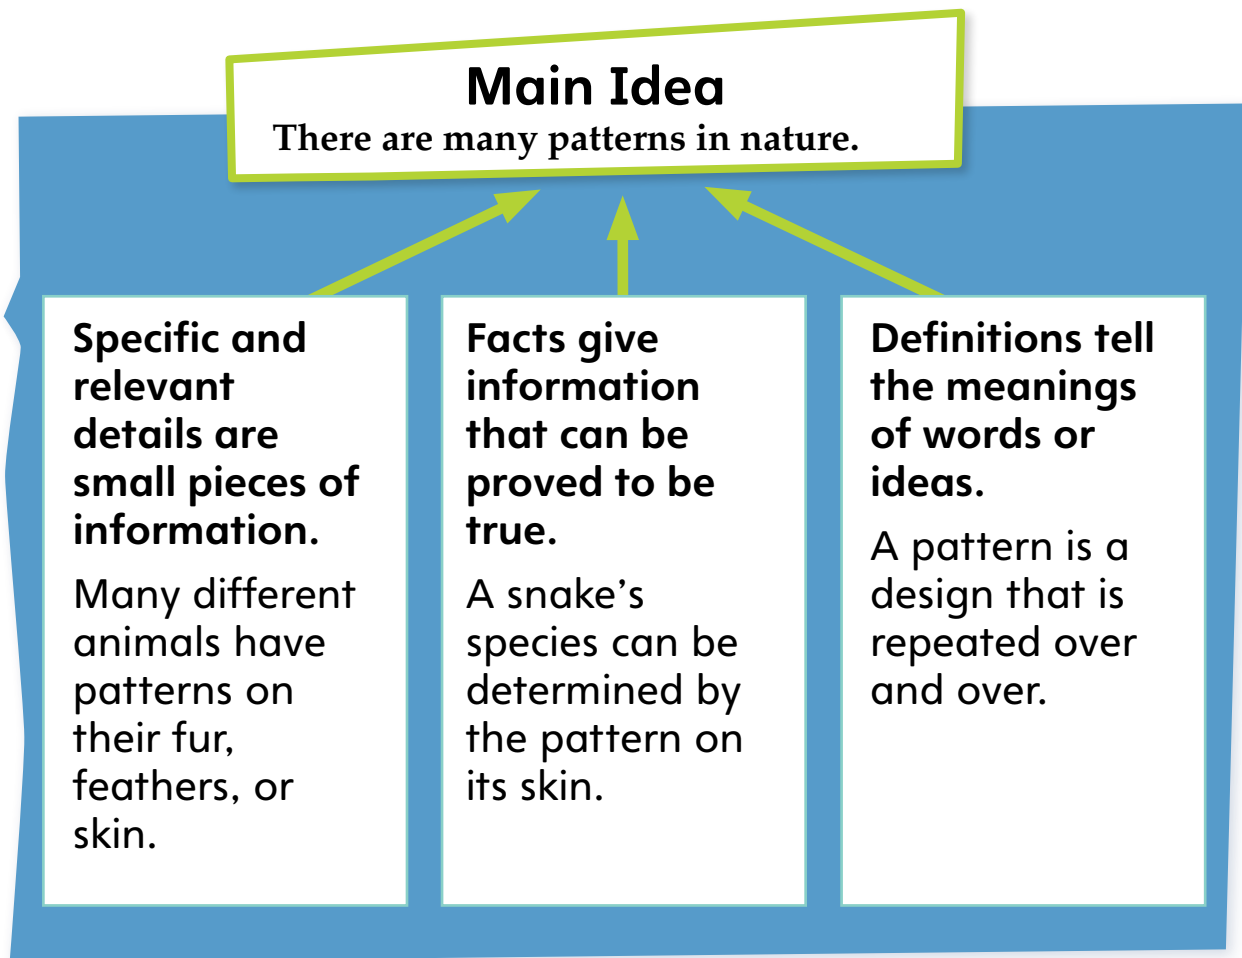 Main Idea
There are many patterns in nature.
Specific and
relevant
details are
small pieces of
information.
Many different
animals have
patterns on
their fur,
feathers, or
skin.
Facts give
information
that can be
proved to be
true.
A snake’s
species can be
determined by
the pattern on
its skin.
Definitions tell
the meanings
of words or
ideas.
A pattern is a
design that is
repeated over
and over.